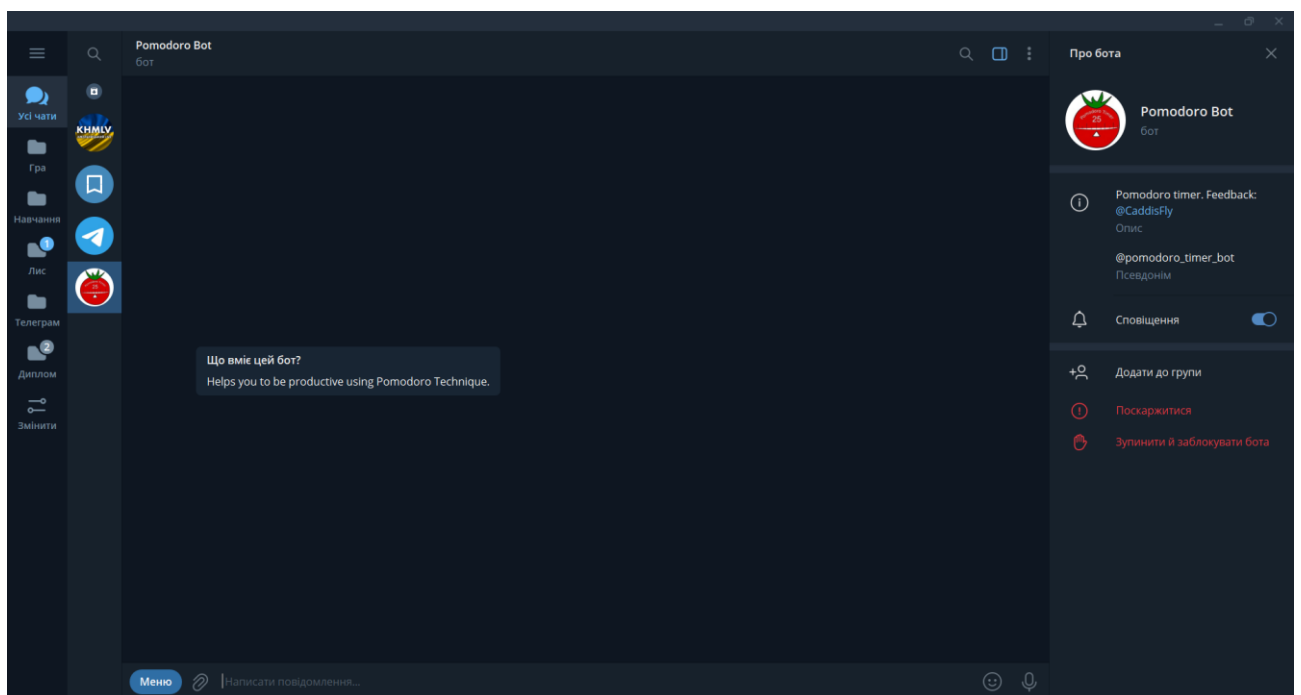 Pomodoro Bot
бот
Про бота
Усі чати
Гра
Навчання
1
Лис
Телеграм
2
Диплом
Змінити
KHMLV
25
Що вміє цей бот?
Helps you to be productive using Pomodoro Technique.
Меню
Написати повідомлення...
25
Pomodoro Bot
бот
Pomodoro timer. Feedback:
@CaddisFly
Опис
@pomodoro_timer_bot
Псевдонім
Сповіщення
Додати до групи
Поскаржитися
Зупинити й заблокувати бота